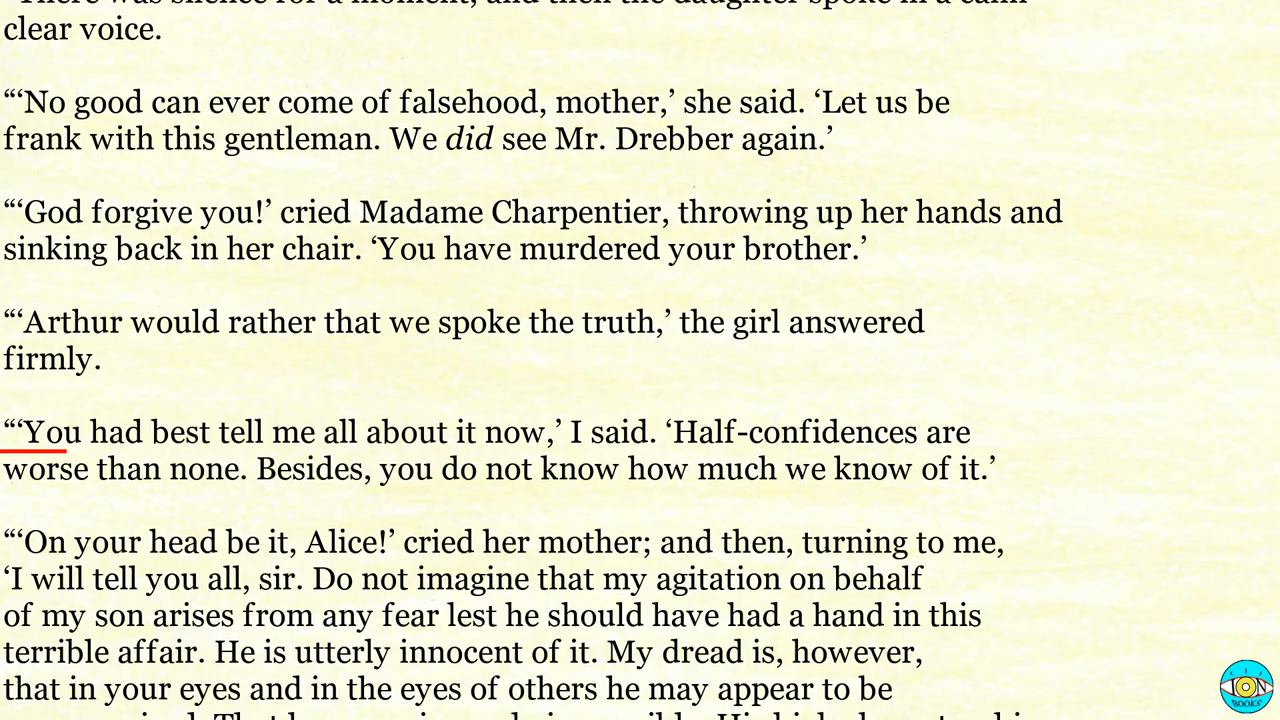 clear voice.
“‘No good can ever come of falsehood, mother,’ she said. ‘Let us be
frank with this gentleman. We did see Mr. Drebber again.’
“‘God forgive you!’ cried Madame Charpentier, throwing up her hands and
sinking back in her chair. ‘You have murdered your brother.’
“‘Arthur would rather that we spoke the truth,’ the girl answered
firmly.
“‘You had best tell me all about it now,’ I said. ‘Half-confidences are
worse than none. Besides, you do not know how much we know of it.’
“‘On your head be it, Alice!’ cried her mother; and then, turning to me,
‘I will tell you all, sir. Do not imagine that my agitation on behalf
of my son arises from any fear lest he should have had a hand in this
terrible affair. He is utterly innocent of it. My dread is, however,
that in your eyes and in the eyes of others he may appear to be
ION
BOOKS